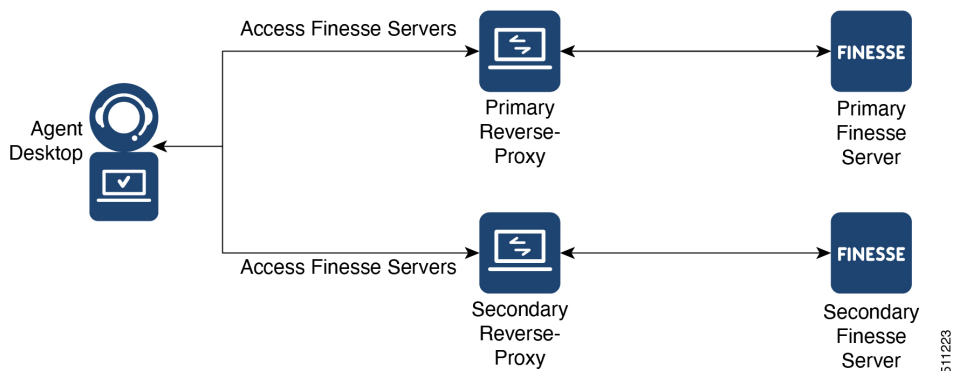 Access Finesse Servers
FINESSE
Primary
Reverse-
Proxy
Primary
Finesse
Server
Agent
Desktop
Access Finesse Servers
FINESSE
Secondary
Reverse-
Proxy
Secondary
Finesse
Server
511223